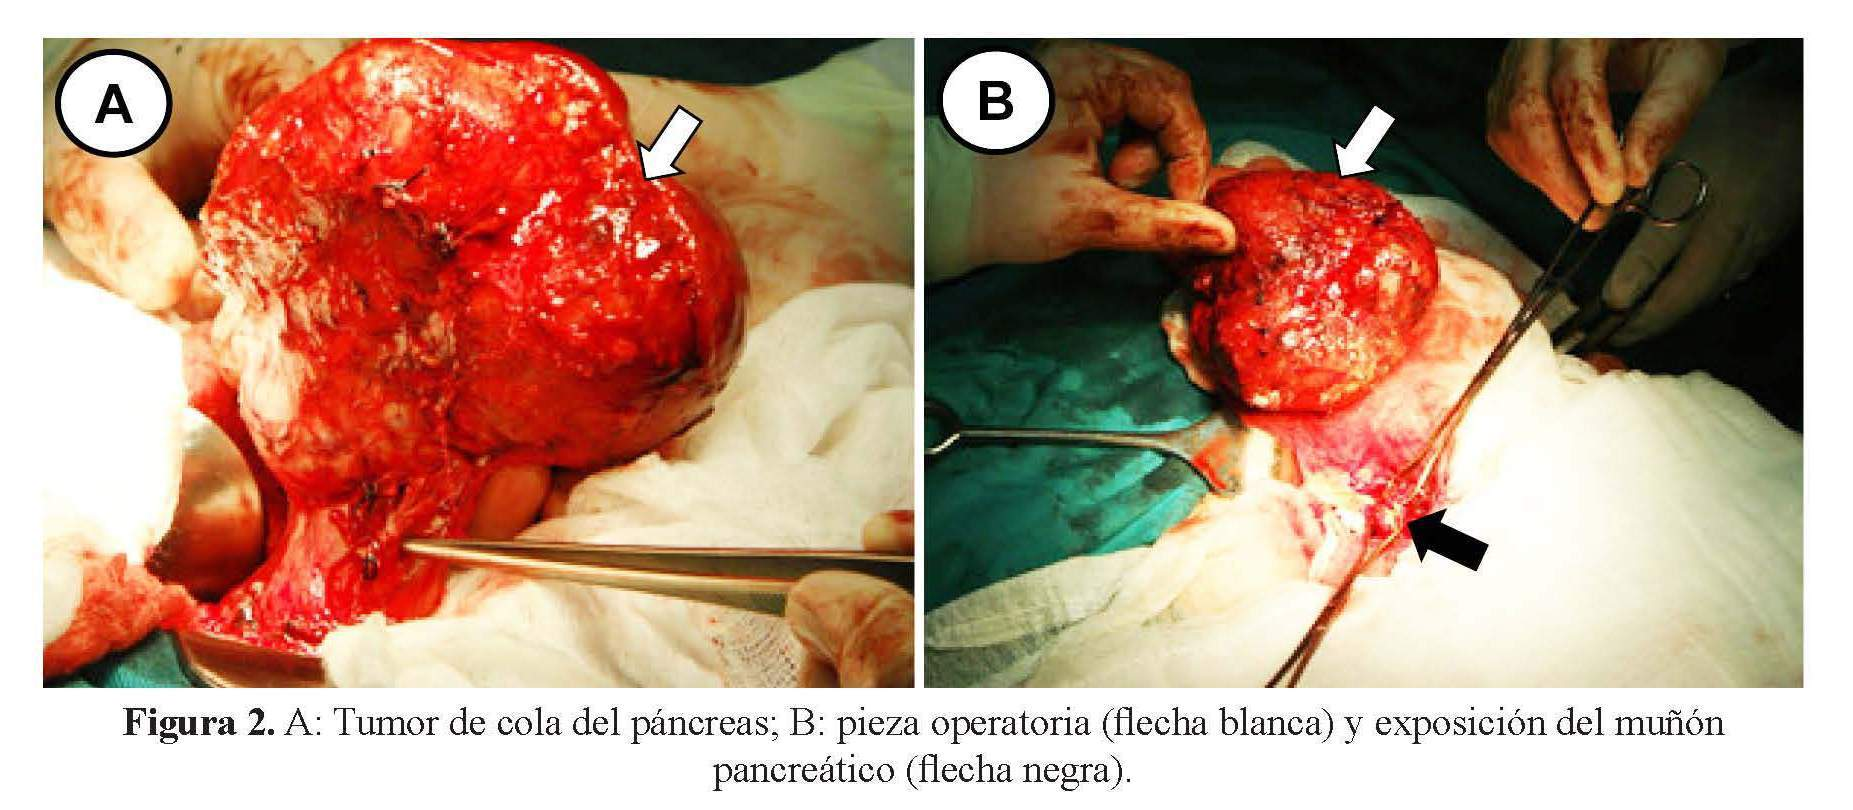 A
B
Figura 2. A: Tumor de cola del páncreas; B: pieza operatoria (flecha blanca) y exposición del muñón
pancreático (flecha negra).